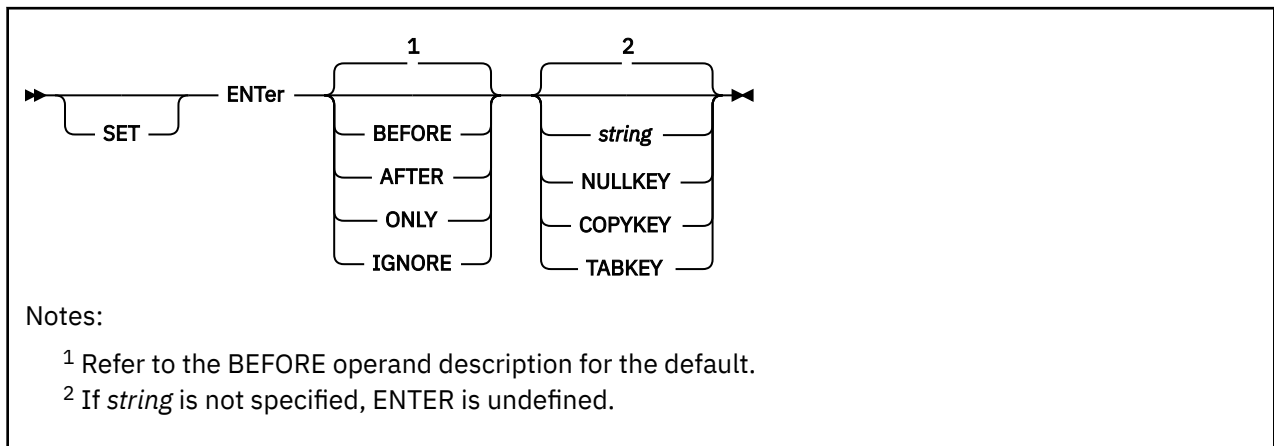 1 2
SET ENTer
BEFORE string
AFTER NULLKEY
ONLY COPYKEY
IGNORE TABKEY
Notes:
1 Refer to the BEFORE operand description for the default.
2 If string is not specified, ENTER is undefined.